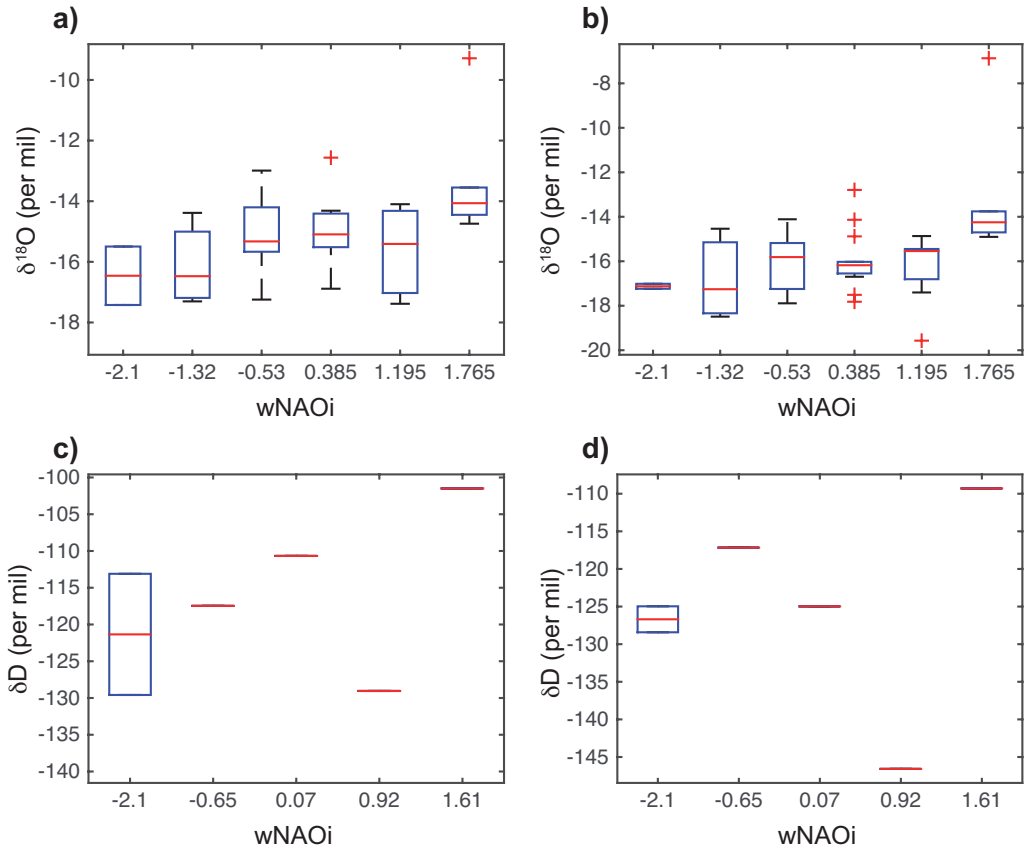 a)
δ18O (per mil)
-10
-12
-14
-16
-18
-2.1 -1.32 -0.53 0.385 1.195 1.765
wNAOi
b)
δ18O (per mil)
-8
-10
-12
-14
-16
-18
-20
-2.1 -1.32 -0.53 0.385 1.195 1.765
wNAOi
c)
δD (per mil)
-100
-105
-110
-115
-120
-125
-130
-135
-140
-2.1 -0.65 0.07 0.92 1.61
wNAOi
d)
δD (per mil)
-110
-115
-120
-125
-130
-135
-140
-145
-2.1 -0.65 0.07 0.92 1.61
wNAOi